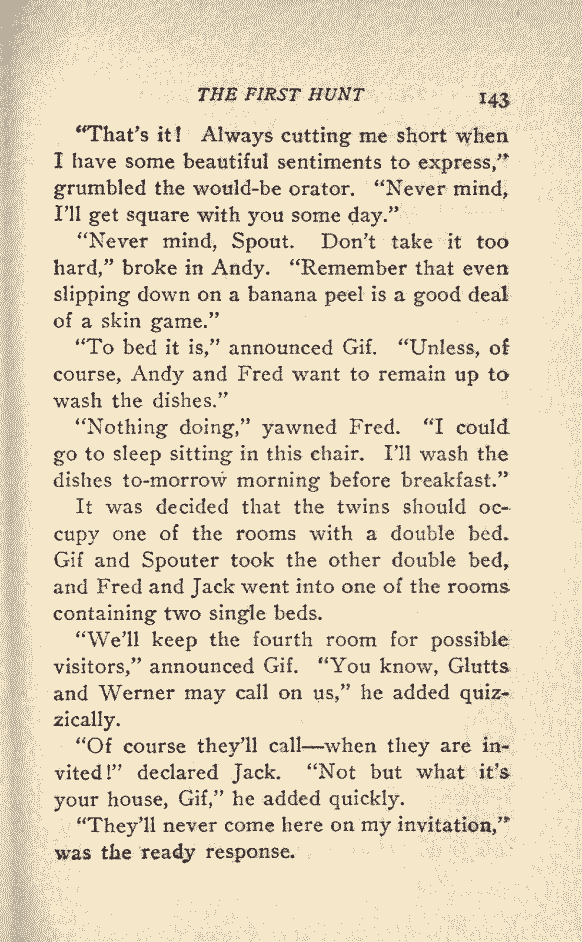 THE FIRST HUNT 143
"That's it! Always cutting me short when
I have some beautiful sentiments to express,"
grumbled the would-be orator. "Never mind,
I'll get square with you some day."
"Never mind, Spout. Don't take it too
hard," broke in Andy. "Remember that even
slipping down on a banana peel is a good deal
of a skin game."
"To bed it is," announced Gif. "Unless, of
course, Andy and Fred want to remain up to
wash the dishes."
"Nothing doing," yawned Fred. "I could
go to sleep sitting in this chair. I'll wash the
dishes to-morrow morning before breakfast."
It was decided that the twins should oc-
cupy one of the rooms with a double bed.
Gif and Spouter took the other double bed,
and Fred and Jack went into one of the rooms
containing two single beds.
"We'll keep the fourth room for possible
visitors," announced Gif. "You know, Glutts
and Werner may call on us," he added quiz-
zically.
"Of course they'll call—when they are in-
vited!" declared Jack. "Not but what it's
your house, Gif," he added quickly.
"They'll never come here on my invitation,"
was the ready response.